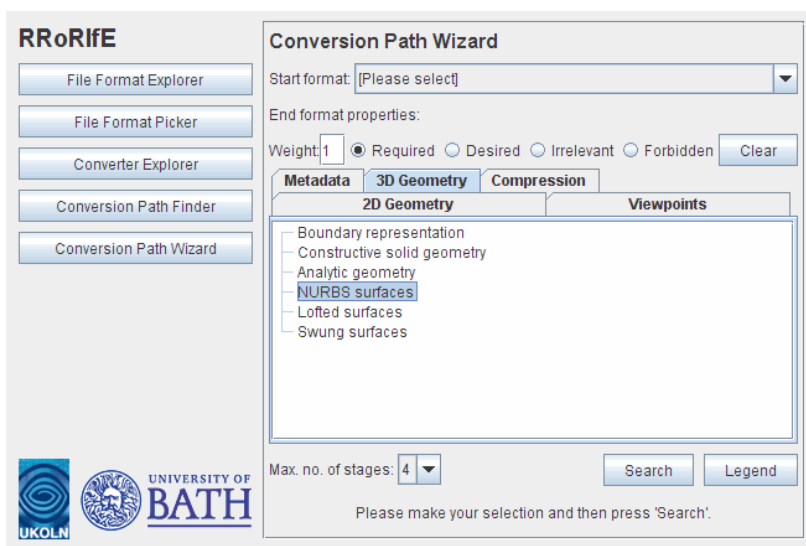 RRoRIfE
File Format Explorer
File Format Picker
Converter Explorer
Conversion Path Finder
Conversion Path Wizard
UKOLN
UNIVERSITY OF
BATH
Conversion Path Wizard
Start format: [Please select]
End format properties:
Weight: 1 Required Desired Irrelevant Forbidden Clear
Metadata 3D Geometry Compression
2D Geometry Viewpoints
Boundary representation
Constructive solid geometry
Analytic geometry
NURBS surfaces
Lofted surfaces
Swung surfaces
Max. no. of stages: 4 Search Legend
Please make your selection and then press 'Search'.